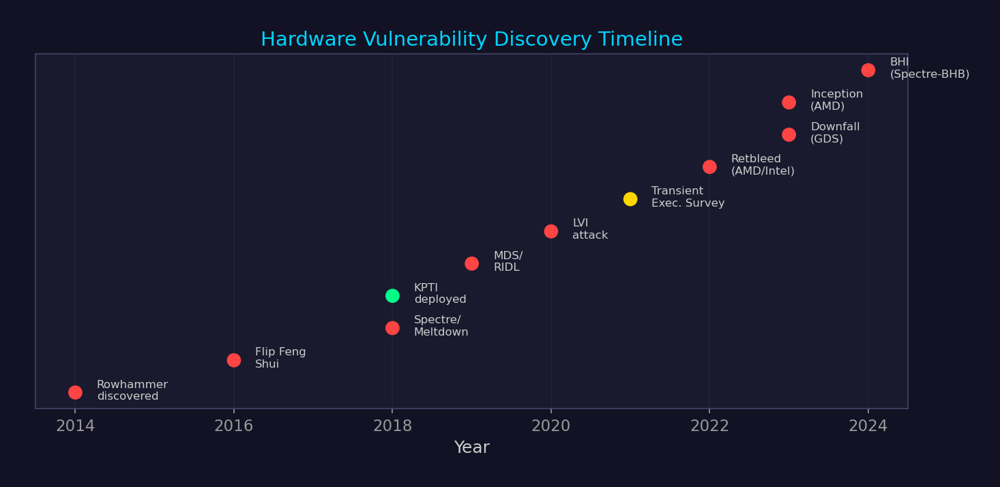 Hardware Vulnerability Discovery Timeline
BHI
(Spectre-BHB)
Inception
(AMD)
Downfall
(GDS)
Retbleed
(AMD/Intel)
Transient
Exec. Survey
LVI
attack
MDS/
RIDL
KPTI
deployed
Spectre/
Meltdown
Flip Feng
Shui
Rowhammer
discovered
2014 2016 2018 2020 2022 2024
Year